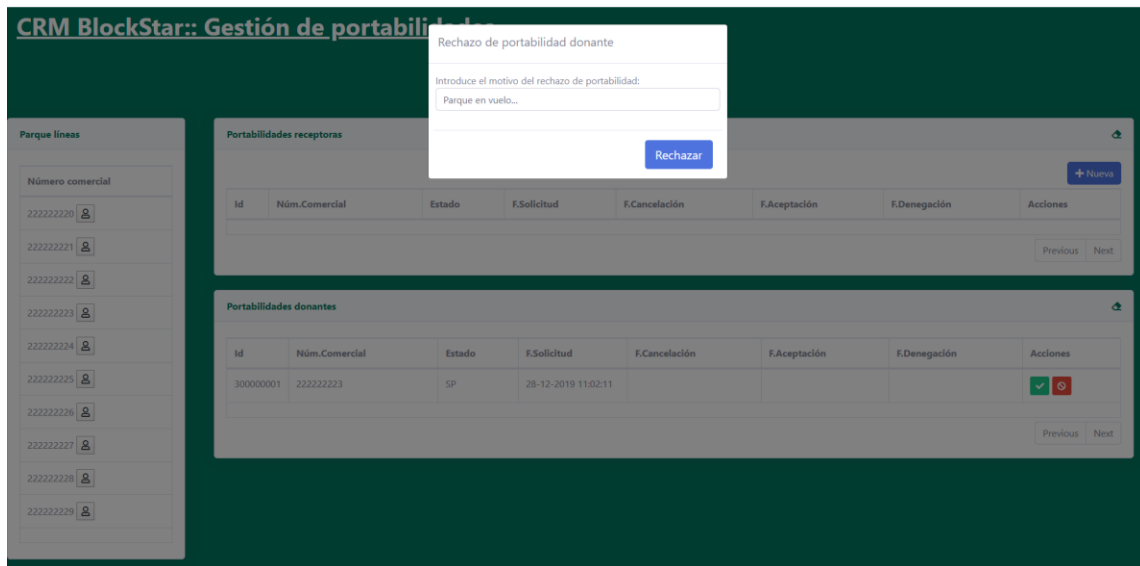 CRM BlockStar:: Gestión de portabilidades
Rechazo de portabilidad donante
Introduce el motivo del rechazo de portabilidad:
Parque en vuelo...
Rechazar
Parque líneas
Número comercial
222222220
222222221
222222222
222222223
222222224
222222225
222222226
222222227
222222228
222222229
Portabilidades receptoras
+ Nueva
Id Núm.Comercial Estado F.Solicitud F.Cancelación F.Aceptación F.Denegación Acciones
Previous Next
Portabilidades donantes
Id Núm.Comercial Estado F.Solicitud F.Cancelación F.Aceptación F.Denegación Acciones
300000001 222222223 SP 28-12-2019 11:02:11
Previous Next